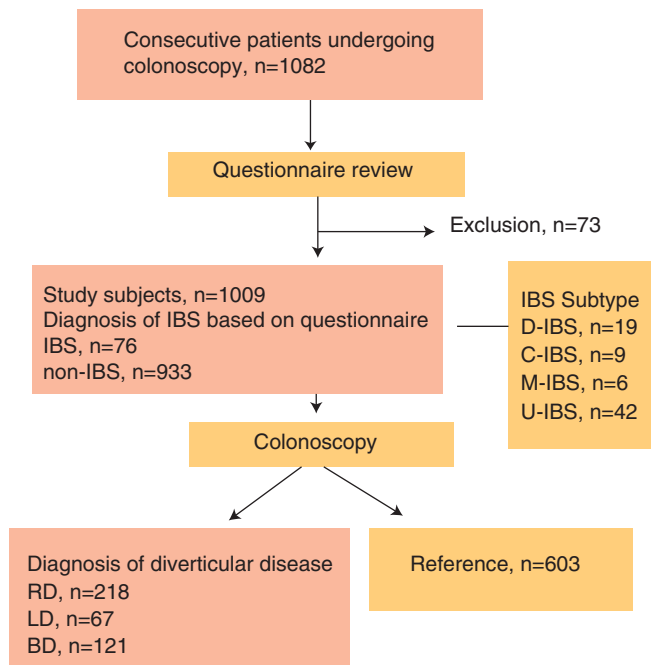 Consecutive patients undergoing
colonoscopy, n=1082
Questionnaire review
Exclusion, n=73
Study subjects, n=1009
Diagnosis of IBS based on questionnaire
IBS, n=76
non-IBS, n=933
IBS Subtype
D-IBS, n=19
C-IBS, n=9
M-IBS, n=6
U-IBS, n=42
Colonoscopy
Diagnosis of diverticular disease
RD, n=218
LD, n=67
BD, n=121
Reference, n=603